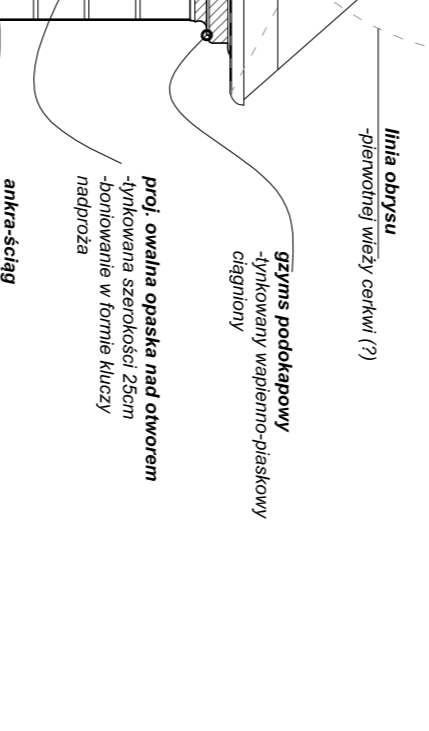 linia obrysu
-pierwotnej wieży cerkwi (?)
gzyms podokapowy
-tynkowany wapienno-piaskowy
ciągniony
proj. owalna opaska nad otworem
-tynkowana szerokości 25cm
-boniowanie w formie kluczy
nadproża
ankra-ściąg